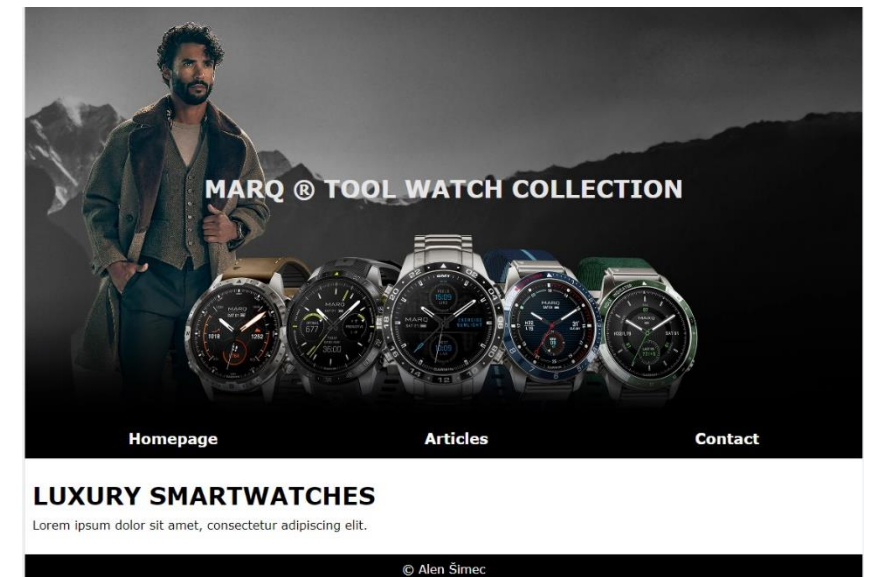 MARQ ® TOOL WATCH COLLECTION
Homepage Articles Contact
LUXURY SMARTWATCHES
Lorem ipsum dolor sit amet, consectetur adipiscing elit.
© Alen Šimec